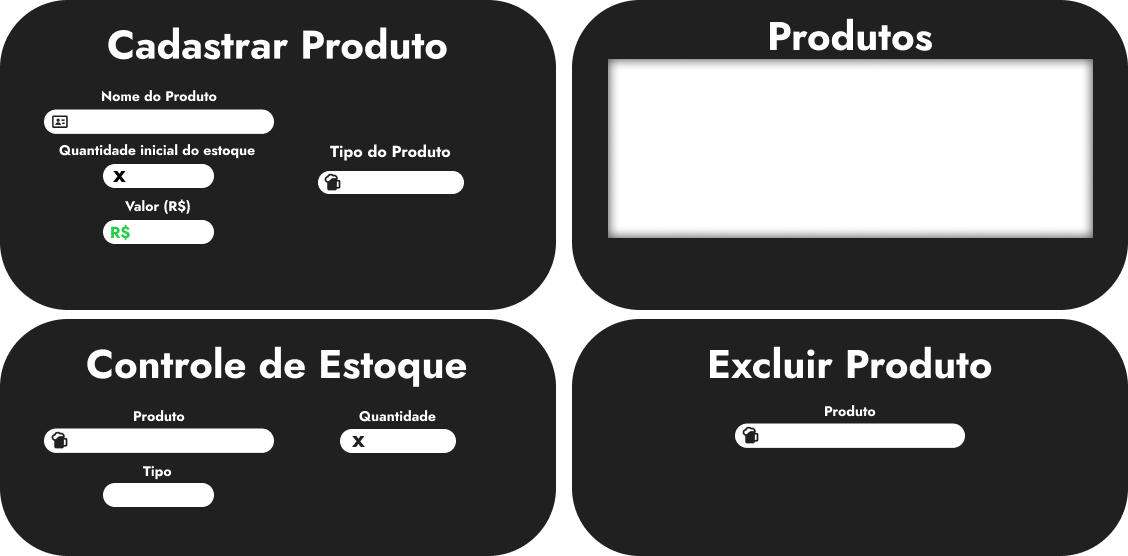 Cadastrar Produto
Nome do Produto
Quantidade inicial do estoque
X
Valor (R$)
R$
Tipo do Produto
Produtos
Controle de Estoque
Produto
Quantidade
X
Tipo
Excluir Produto
Produto